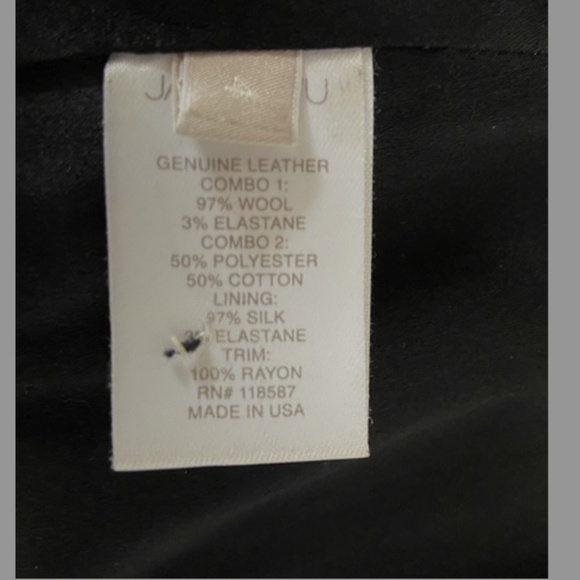 GENUINE LEATHER
COMBO 1:
97% WOOL
3% ELASTANE
COMBO 2:
50% POLYESTER
50% COTTON
LINING:
97% SILK
3% ELASTANE
TRIM:
100% RAYON
RN# 118587
MADE IN USA